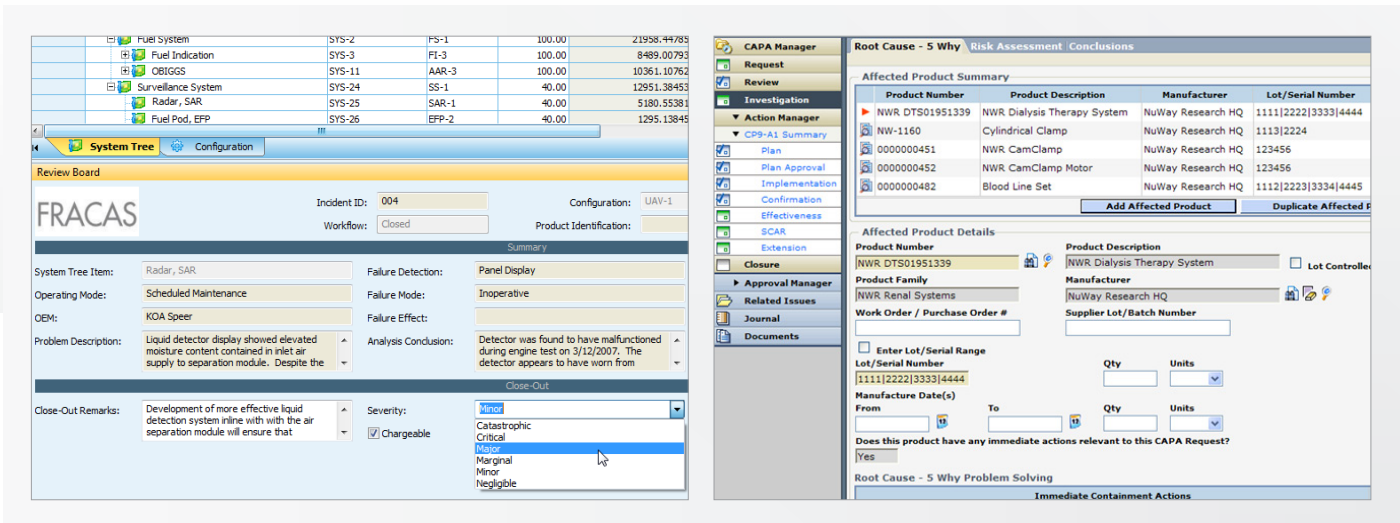 Fuel System SYS-2 FS-1 100.00 21958.44785
Fuel Indication SYS-3 FI-3 100.00 8489.00793
OBIGGS SYS-11 AAR-3 100.00 10361.10762
Surveillance System SYS-24 SS-1 40.00 12951.38453
Radar, SAR SYS-25 SAR-1 40.00 5180.55381
Fuel Pod, EFP SYS-26 EFP-2 40.00 1295.13845
System Tree Configuration
Review Board
FRACAS
Incident ID: 004 Configuration: UAV-1
Workflow: Closed Product Identification:
Summary
System Tree Item: Radar, SAR Failure Detection: Panel Display
Operating Mode: Scheduled Maintenance Failure Mode: Inoperative
OEM: KOA Speer Failure Effect:
Problem Description: Liquid detector display showed elevated
moisture content contained in inlet air
supply to separation module. Despite the
Analysis Conclusion: Detector was found to have malfunctioned
during engine test on 3/12/2007. The
detector appears to have worn from
Close-Out
Close-Out Remarks: Development of more effective liquid
detection system inline with with the air
separation module will ensure that
Severity: Minor
Chargeable
Catastrophic
Critical
Major
Marginal
Minor
Negligible
CAPA Manager
Request
Review
Investigation
Action Manager
CP9-A1 Summary
Plan
Plan Approval
Implementation
Confirmation
Effectiveness
SCAR
Extension
Closure
Approval Manager
Related Issues
Journal
Documents
Root Cause - 5 Why Risk Assessment Conclusions
Affected Product Summary
Product Number Product Description Manufacturer Lot/Serial Number
NWR DTS01951339 NWR Dialysis Therapy System NuWay Research HQ 1111|2222|3333|4444
NW-1160 Cylindrical Clamp NuWay Research HQ 1113|2224
0000000451 NWR CamClamp NuWay Research HQ 123456
0000000452 NWR CamClamp Motor NuWay Research HQ 123456
0000000482 Blood Line Set NuWay Research HQ 1112|2223|3334|4445
Add Affected Product Duplicate Affected P
Affected Product Details
Product Number Product Description
NWR DTS01951339 NWR Dialysis Therapy System Lot Controlled
Product Family Manufacturer
NWR Renal Systems NuWay Research HQ
Work Order / Purchase Order # Supplier Lot/Batch Number
Enter Lot/Serial Range
Lot/Serial Number Qty Units
1111|2222|3333|4444
Manufacture Date(s)
From To Qty Units
Does this product have any immediate actions relevant to this CAPA Request?
Yes
Root Cause - 5 Why Problem Solving
Immediate Containment Actions